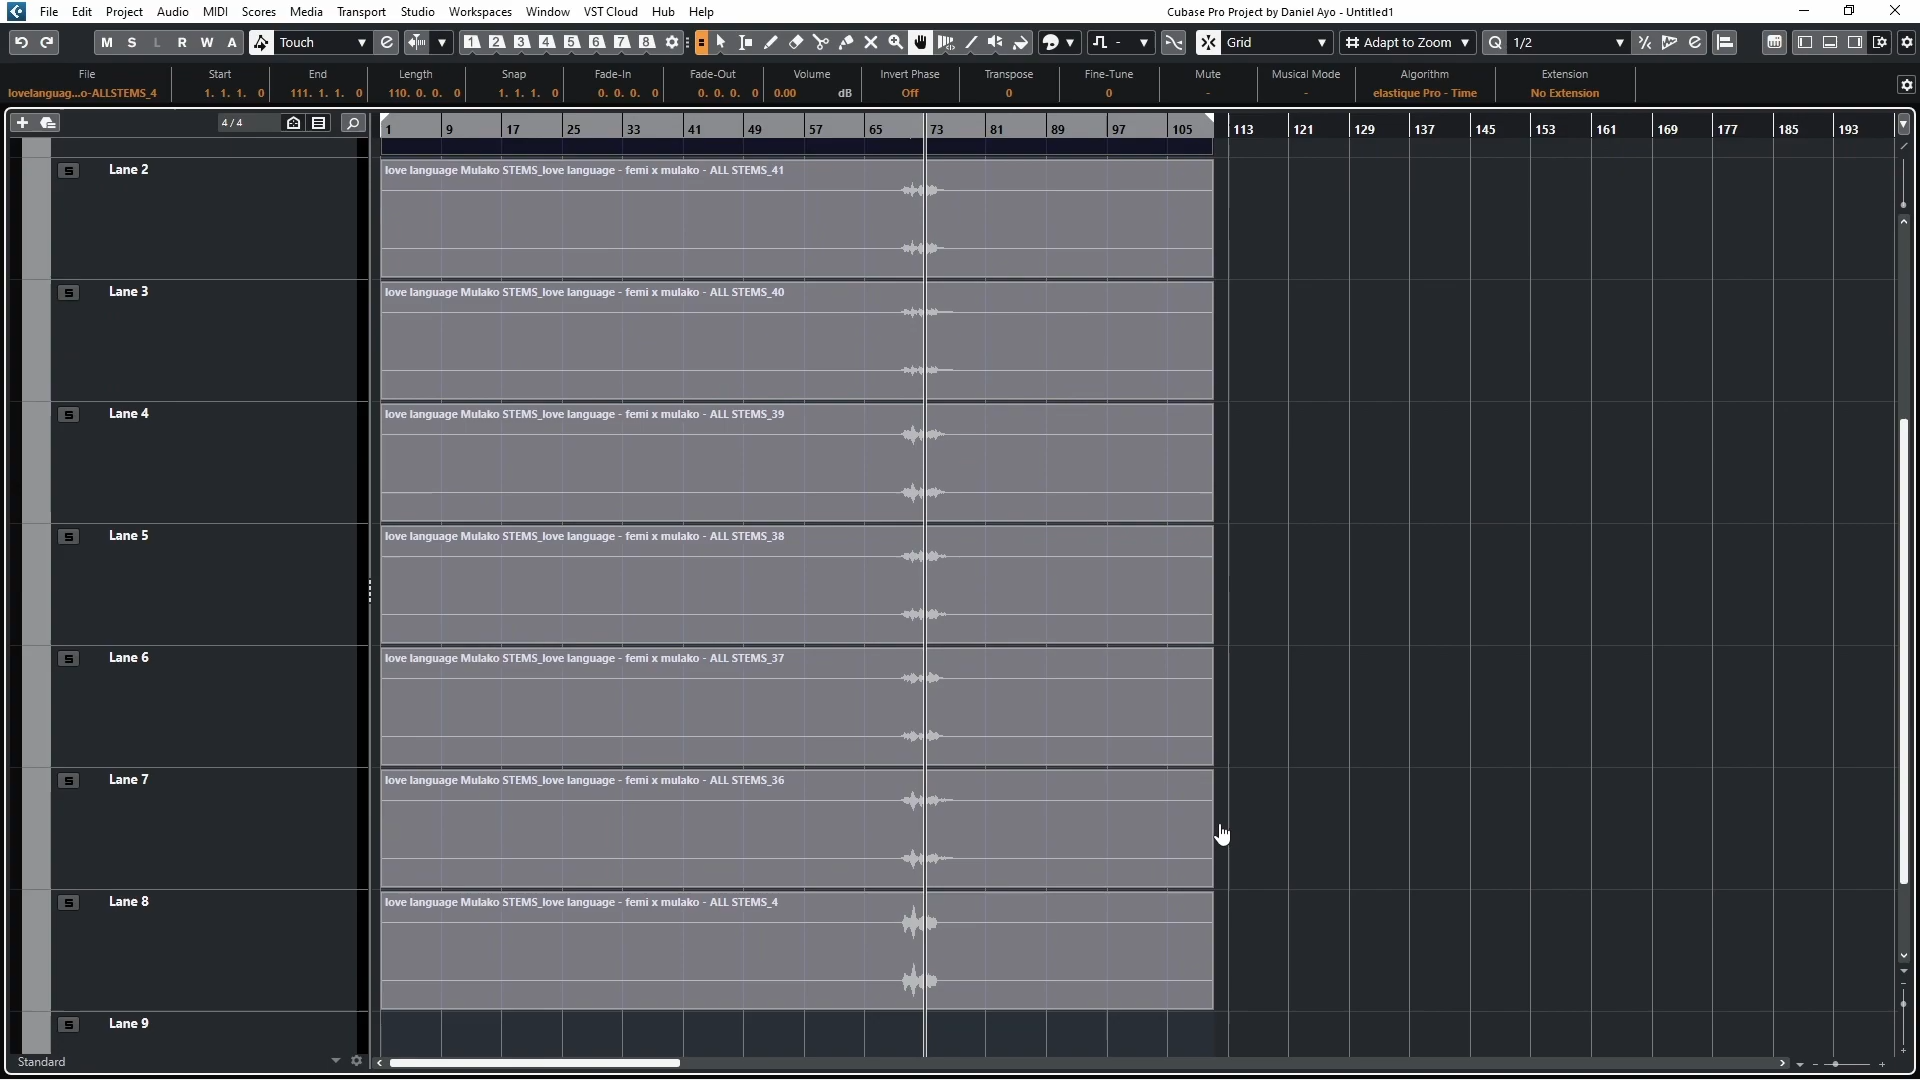 File Edit Project Audio MIDI Scores Media Transport Studio Workspaces Window VST Cloud Hub Help Cubase Pro Project by Daniel Ayo - Untitled1
M S L R W A Touch 1 2 3 4 5 6 7 8 Grid Adapt to Zoom Q 1/2
File Start End Length Snap Fade-In Fade-Out Volume Invert Phase Transpose Fine-Tune Mute Musical Mode Algorithm Extension
lovelanguag...o-ALLSTEMS_4 1. 1. 1. 0 111. 1. 1. 0 110. 0. 0. 0 1. 1. 1. 0 0. 0. 0. 0 0. 0. 0. 0 0.00 dB Off 0 0 - - elastique Pro - Time No Extension
4 / 4
1 9 17 25 33 41 49 57 65 73 81 89 97 105 113 121 129 137 145 153 161 169 177 185 193
S Lane 2 love language Mulako STEMS_love language - femi x mulako - ALL STEMS_41
S Lane 3 love language Mulako STEMS_love language - femi x mulako - ALL STEMS_40
S Lane 4 love language Mulako STEMS_love language - femi x mulako - ALL STEMS_39
S Lane 5 love language Mulako STEMS_love language - femi x mulako - ALL STEMS_38
S Lane 6 love language Mulako STEMS_love language - femi x mulako - ALL STEMS_37
S Lane 7 love language Mulako STEMS_love language - femi x mulako - ALL STEMS_36
S Lane 8 love language Mulako STEMS_love language - femi x mulako - ALL STEMS_4
S Lane 9
Standard